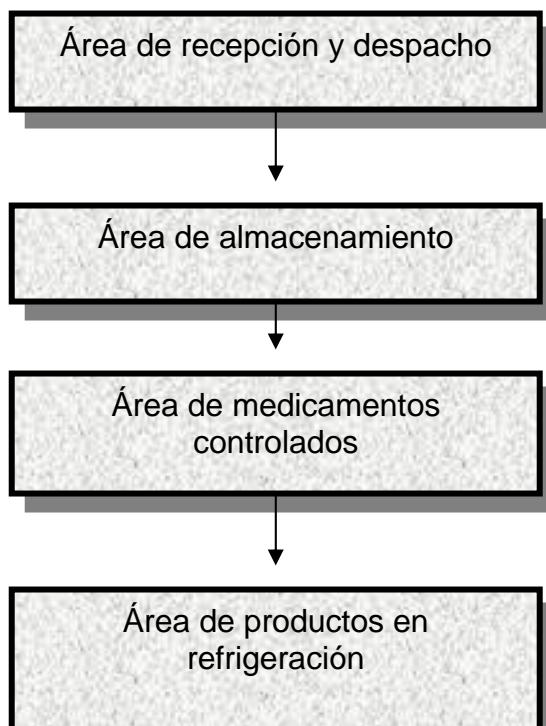 Área de recepción y despacho
Área de almacenamiento
Área de medicamentos
controlados
Área de productos en
refrigeración